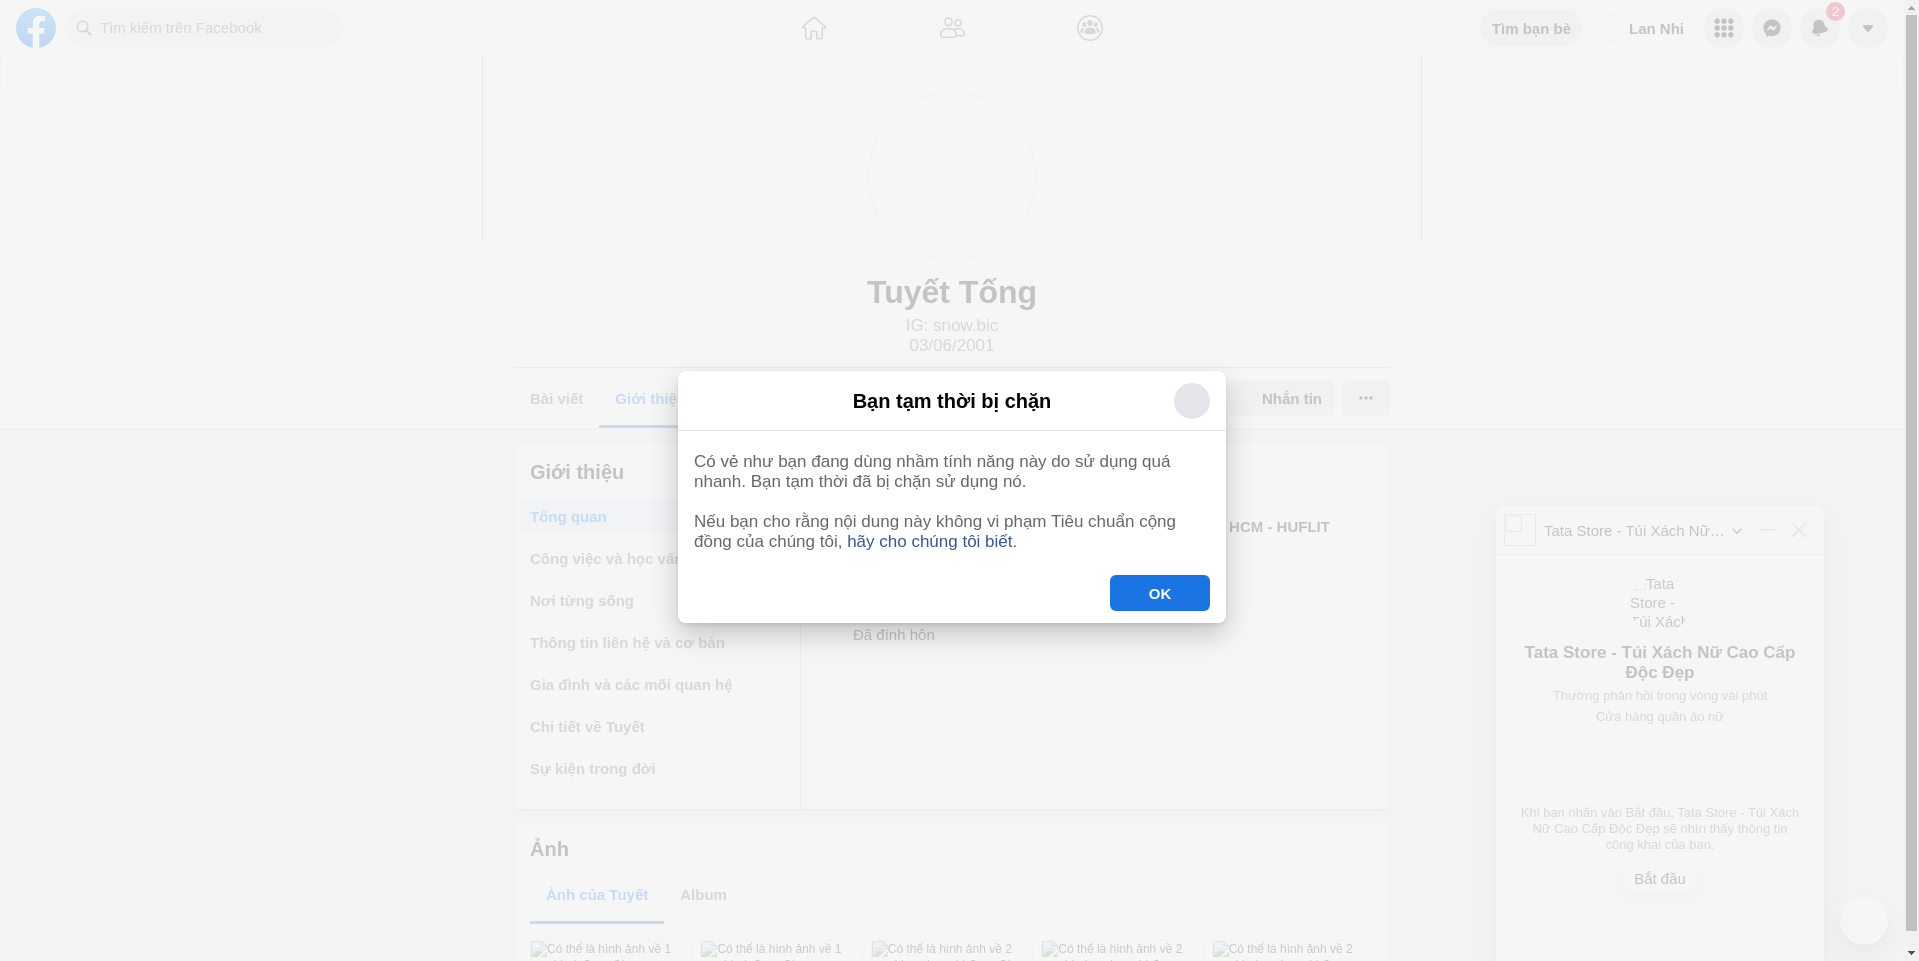 Tìm kiếm trên Facebook
Tìm bạn bè
Lan Nhi
2
Tuyết Tống
IG: snow.bic
03/06/2001
Bài viết
Giới thiệ
Nhắn tin
Bạn tạm thời bị chặn
Có vẻ như bạn đang dùng nhầm tính năng này do sử dụng quá
nhanh. Bạn tạm thời đã bị chặn sử dụng nó.
Nếu bạn cho rằng nội dung này không vi phạm Tiêu chuẩn cộng
đồng của chúng tôi, hãy cho chúng tôi biết.
OK
Giới thiệu
Tổng quan
Công việc và học vấn
Nơi từng sống
Thông tin liên hệ và cơ bản
Gia đình và các mối quan hệ
Chi tiết về Tuyết
Sự kiện trong đời
HCM - HUFLIT
Đã đính hôn
Ảnh
Ảnh của Tuyết
Album
Có thể là hình ảnh về 1
Có thể là hình ảnh về 1
Có thể là hình ảnh về 2
Có thể là hình ảnh về 2
Có thể là hình ảnh về 2
Tata Store - Túi Xách Nữ…
Tata
Store -
Túi Xách
Tata Store - Túi Xách Nữ Cao Cấp
Độc Đẹp
Thường phản hồi trong vòng vài phút
Cửa hàng quần áo nữ
Khi bạn nhấn vào Bắt đầu, Tata Store - Túi Xách
Nữ Cao Cấp Độc Đẹp sẽ nhìn thấy thông tin
công khai của bạn.
Bắt đầu